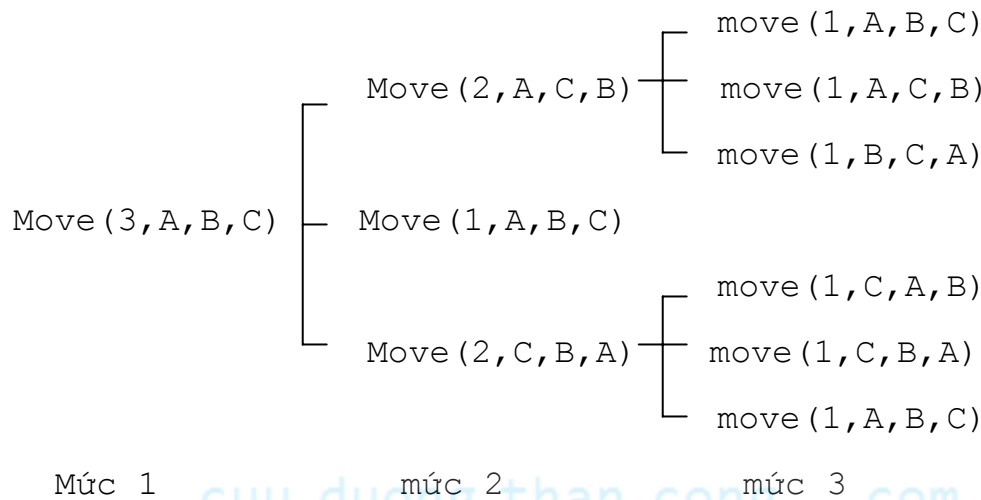 move(1,A,B,C)
Move(2,A,C,B)
move(1,A,C,B)
move(1,B,C,A)
Move(3,A,B,C)
Move(1,A,B,C)
move(1,C,A,B)
Move(2,C,B,A)
move(1,C,B,A)
move(1,A,B,C)
Mức 1 mức 2 mức 3